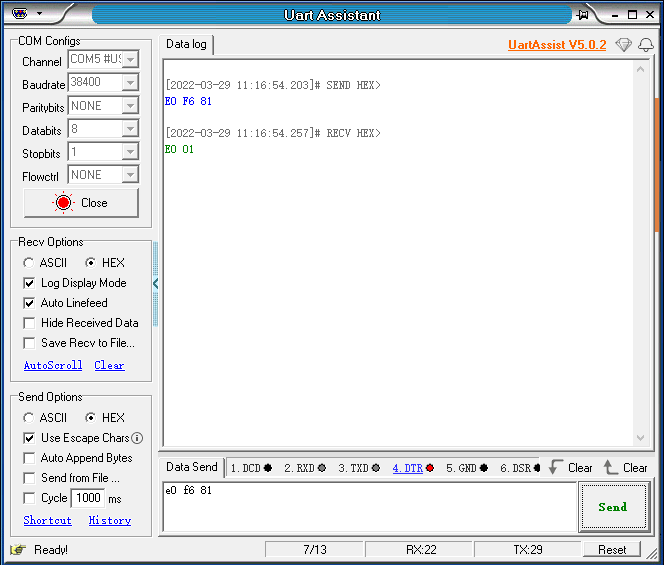 Uart Assistant
COM Configs
Channel COM5 #US
Baudrate 38400
Paritybits NONE
Databits 8
Stopbits 1
Flowctrl NONE
Close
Recv Options
ASCII HEX
Log Display Mode
Auto Linefeed
Hide Received Data
Save Recv to File...
AutoScroll Clear
Send Options
ASCII HEX
Use Escape Chars
Auto Append Bytes
Send from File ...
Cycle 1000 ms
Shortcut History
Data log
UartAssist V5.0.2
[2022-03-29 11:16:54.203]# SEND HEX>
E0 F6 81
[2022-03-29 11:16:54.257]# RECV HEX>
E0 01
Data Send 1.DCD 2.RXD 3.TXD 4.DTR 5.GND 6.DSR Clear Clear
e0 f6 81
Send
Ready! 7/13 RX:22 TX:29 Reset